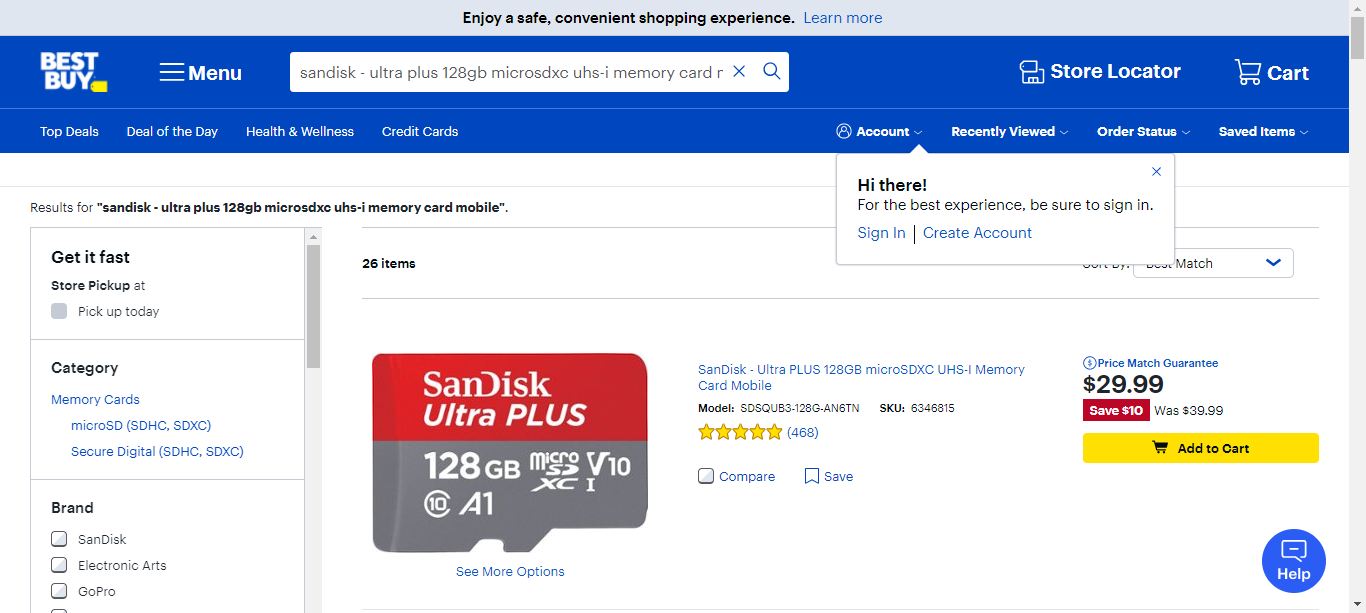 Enjoy a safe, convenient shopping experience. Learn more
BEST BUY
Menu
sandisk - ultra plus 128gb microsdxc uhs-i memory card r
Store Locator
Cart
Top Deals
Deal of the Day
Health & Wellness
Credit Cards
Account
Recently Viewed
Order Status
Saved Items
Hi there!
For the best experience, be sure to sign in.
Sign In | Create Account
Results for "sandisk - ultra plus 128gb microsdxc uhs-i memory card mobile".
Get it fast
Store Pickup at
Pick up today
Category
Memory Cards
microSD (SDHC, SDXC)
Secure Digital (SDHC, SDXC)
Brand
SanDisk
Electronic Arts
GoPro
26 items
Sort By: Best Match
SanDisk
Ultra PLUS
128GB microSD XC I V10
10 A1
See More Options
SanDisk - Ultra PLUS 128GB microSDXC UHS-I Memory
Card Mobile
Model: SDSQUB3-128G-AN6TN SKU: 6346815
(468)
Compare
Save
Price Match Guarantee
$29.99
Save $10 Was $39.99
Add to Cart
Help